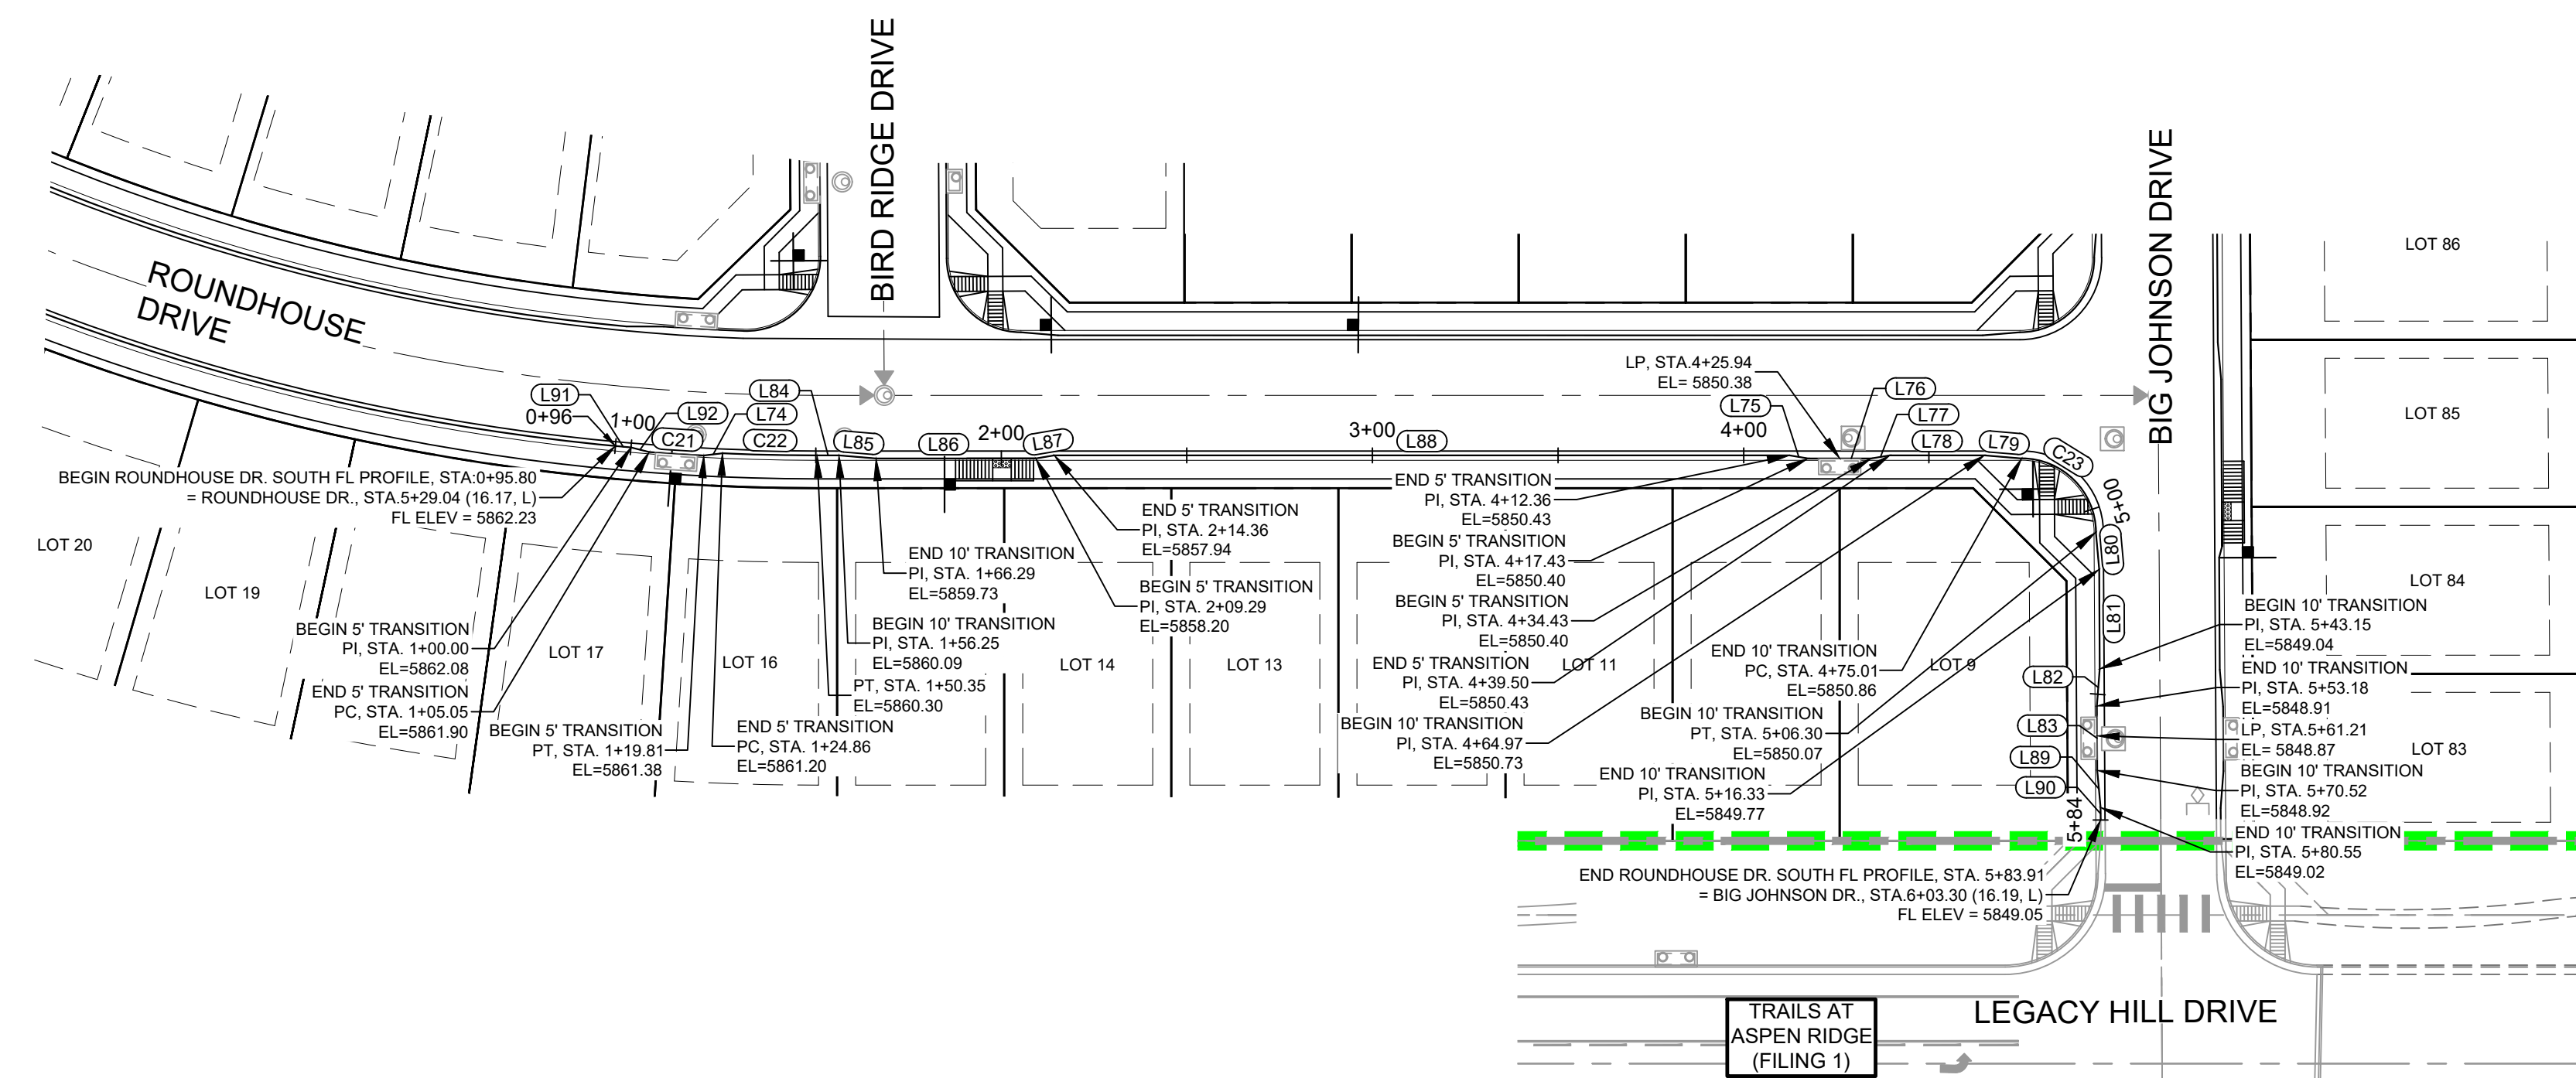 BIRD RIDGE DRIVE
BIG JOHNSON DRIVE
ROUNDHOUSE
DRIVE
LOT 86
LOT 85
LOT 84
LOT 83
L91
0+96
1+00
L92
C21
L84
L74
C22
L85
L86
2+00
L87
3+00
L88
LP, STA.4+25.94
EL= 5850.38
L75
4+00
L76
L77
L78
L79
C23
5+00
L80
L81
L82
L83
L89
L90
5+84
BEGIN ROUNDHOUSE DR. SOUTH FL PROFILE, STA:0+95.80
= ROUNDHOUSE DR., STA.5+29.04 (16.17, L)
FL ELEV = 5862.23
LOT 20
LOT 19
LOT 17
LOT 16
LOT 14
LOT 13
LOT 11
LOT 9
BEGIN 5' TRANSITION
PI, STA. 1+00.00
EL=5862.08
END 5' TRANSITION
PC, STA. 1+05.05
EL=5861.90
BEGIN 5' TRANSITION
PT, STA. 1+19.81
EL=5861.38
END 5' TRANSITION
PC, STA. 1+24.86
EL=5861.20
PT, STA. 1+50.35
EL=5860.30
BEGIN 10' TRANSITION
PI, STA. 1+56.25
EL=5860.09
END 10' TRANSITION
PI, STA. 1+66.29
EL=5859.73
BEGIN 5' TRANSITION
PI, STA. 2+09.29
EL=5858.20
END 5' TRANSITION
PI, STA. 2+14.36
EL=5857.94
END 5' TRANSITION
PI, STA. 4+12.36
EL=5850.43
BEGIN 5' TRANSITION
PI, STA. 4+17.43
EL=5850.40
BEGIN 5' TRANSITION
PI, STA. 4+34.43
EL=5850.40
END 5' TRANSITION
PI, STA. 4+39.50
EL=5850.43
BEGIN 10' TRANSITION
PI, STA. 4+64.97
EL=5850.73
END 10' TRANSITION
PC, STA. 4+75.01
EL=5850.86
BEGIN 10' TRANSITION
PT, STA. 5+06.30
EL=5850.07
END 10' TRANSITION
PI, STA. 5+16.33
EL=5849.77
BEGIN 10' TRANSITION
PI, STA. 5+43.15
EL=5849.04
END 10' TRANSITION
PI, STA. 5+53.18
EL=5848.91
LP, STA.5+61.21
EL= 5848.87
BEGIN 10' TRANSITION
PI, STA. 5+70.52
EL=5848.92
END 10' TRANSITION
PI, STA. 5+80.55
EL=5849.02
END ROUNDHOUSE DR. SOUTH FL PROFILE, STA. 5+83.91
= BIG JOHNSON DR., STA.6+03.30 (16.19, L)
FL ELEV = 5849.05
TRAILS AT
ASPEN RIDGE
(FILING 1)
LEGACY HILL DRIVE